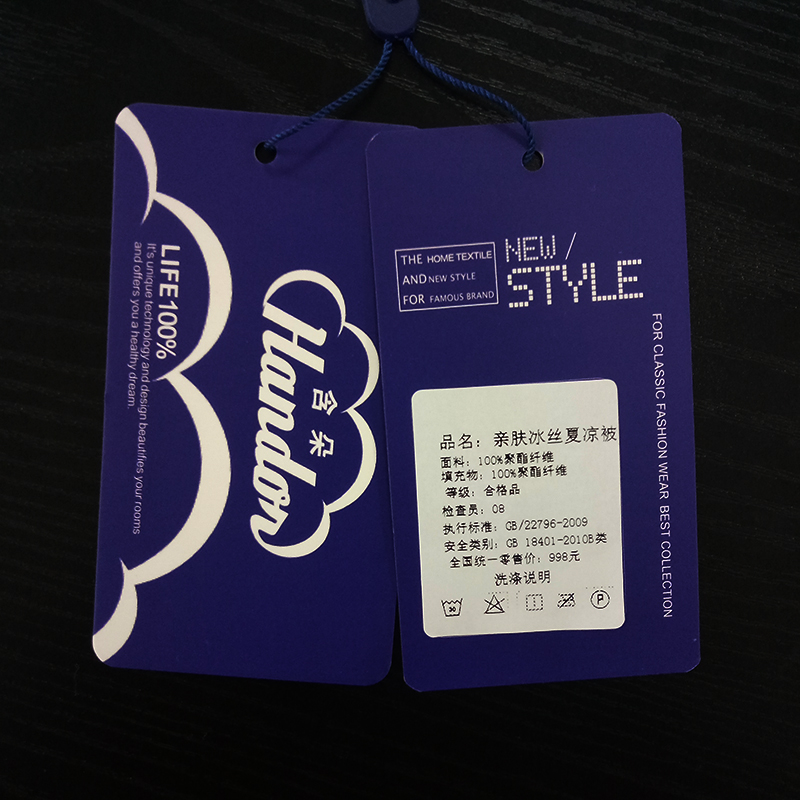 LIFE100%
It's unique technology and design beautifies your rooms
and offers you a healthy dream.
含朵
Handor
THE HOME TEXTILE
AND NEW STYLE
FOR FAMOUS BRAND
NEW/
STYLE
FOR CLASSIC FASHION WEAR BEST COLLECTION
品名：亲肤冰丝夏凉被
面料：100%聚酯纤维
填充物：100%聚酯纤维
等级：合格品
检查员：08
执行标准：GB/22796-2009
安全类别：GB 18401-2010B类
全国统一零售价：998元
洗涤说明
30
P